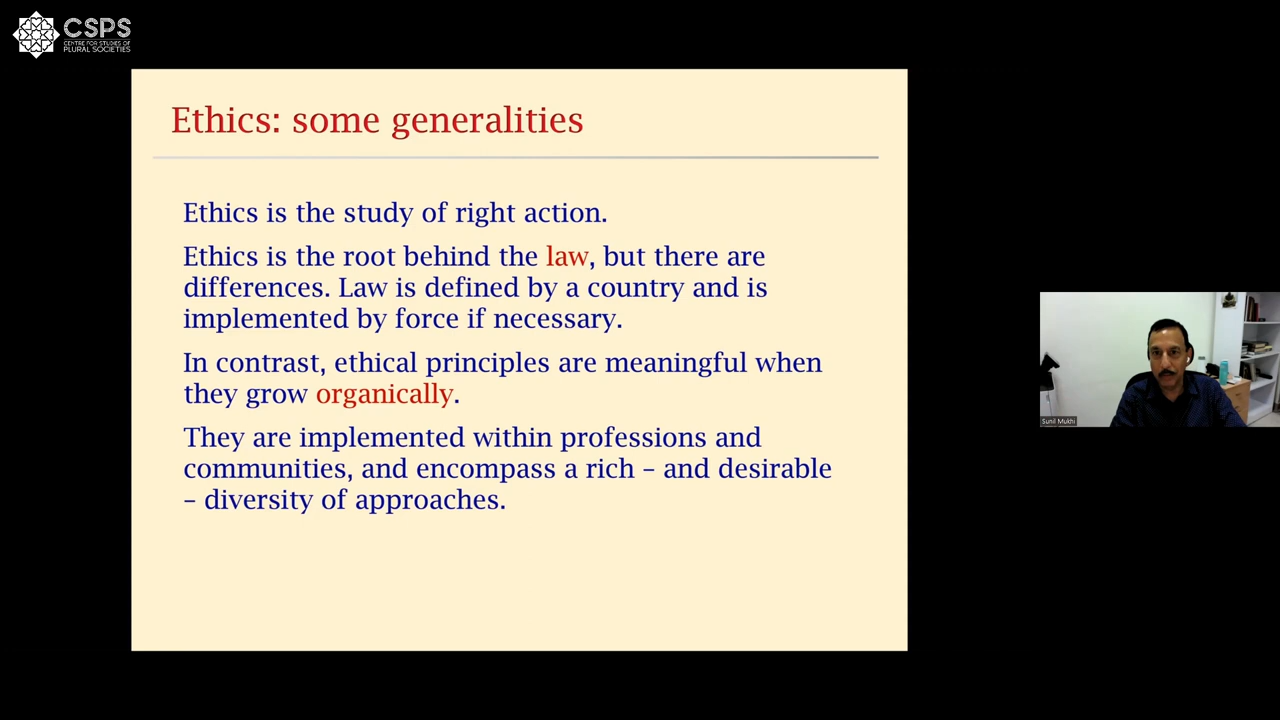 CSPS
CENTRE FOR STUDIES OF
PLURAL SOCIETIES
Ethics: some generalities
Ethics is the study of right action.
Ethics is the root behind the law, but there are
differences. Law is defined by a country and is
implemented by force if necessary.
In contrast, ethical principles are meaningful when
they grow organically.
They are implemented within professions and
communities, and encompass a rich – and desirable
– diversity of approaches.
Sunil Mukhi